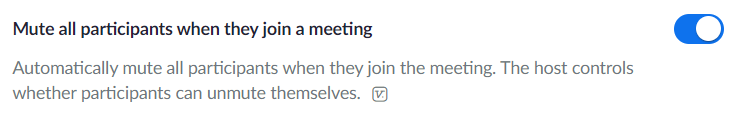 Mute all participants when they join a meeting
Automatically mute all participants when they join the meeting. The host controls
whether participants can unmute themselves.